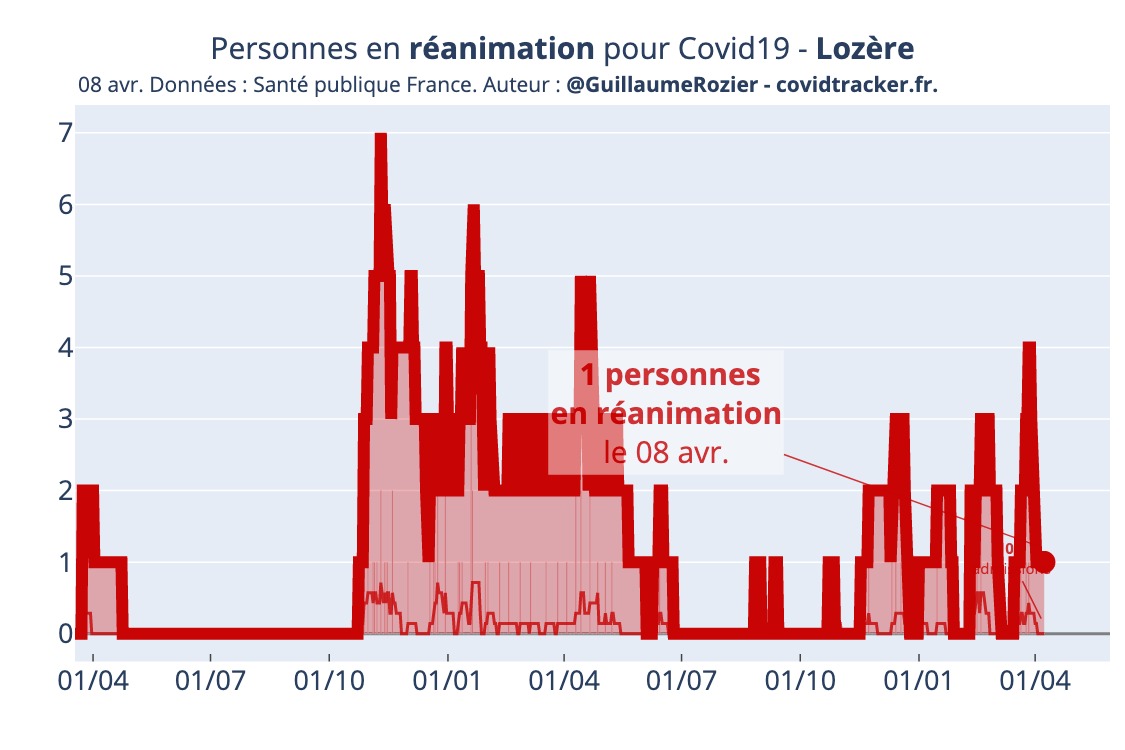 Personnes en réanimation pour Covid19 - Lozère
08 avr. Données : Santé publique France. Auteur : @GuillaumeRozier - covidtracker.fr.
7
6
5
4
3
2
1
0
1 personnes
en réanimation
le 08 avr.
0
01/04 01/07 01/10 01/01 01/04 01/07 01/10 01/01 01/04